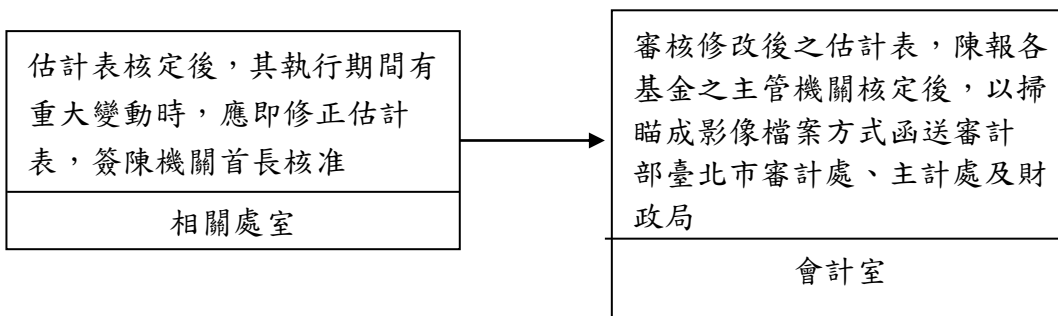 估計表核定後，其執行期間有
重大變動時，應即修正估計
表，簽陳機關首長核准
相關處室
審核修改後之估計表，陳報各
基金之主管機關核定後，以掃
瞄成影像檔案方式函送審計
部臺北市審計處、主計處及財
政局
會計室